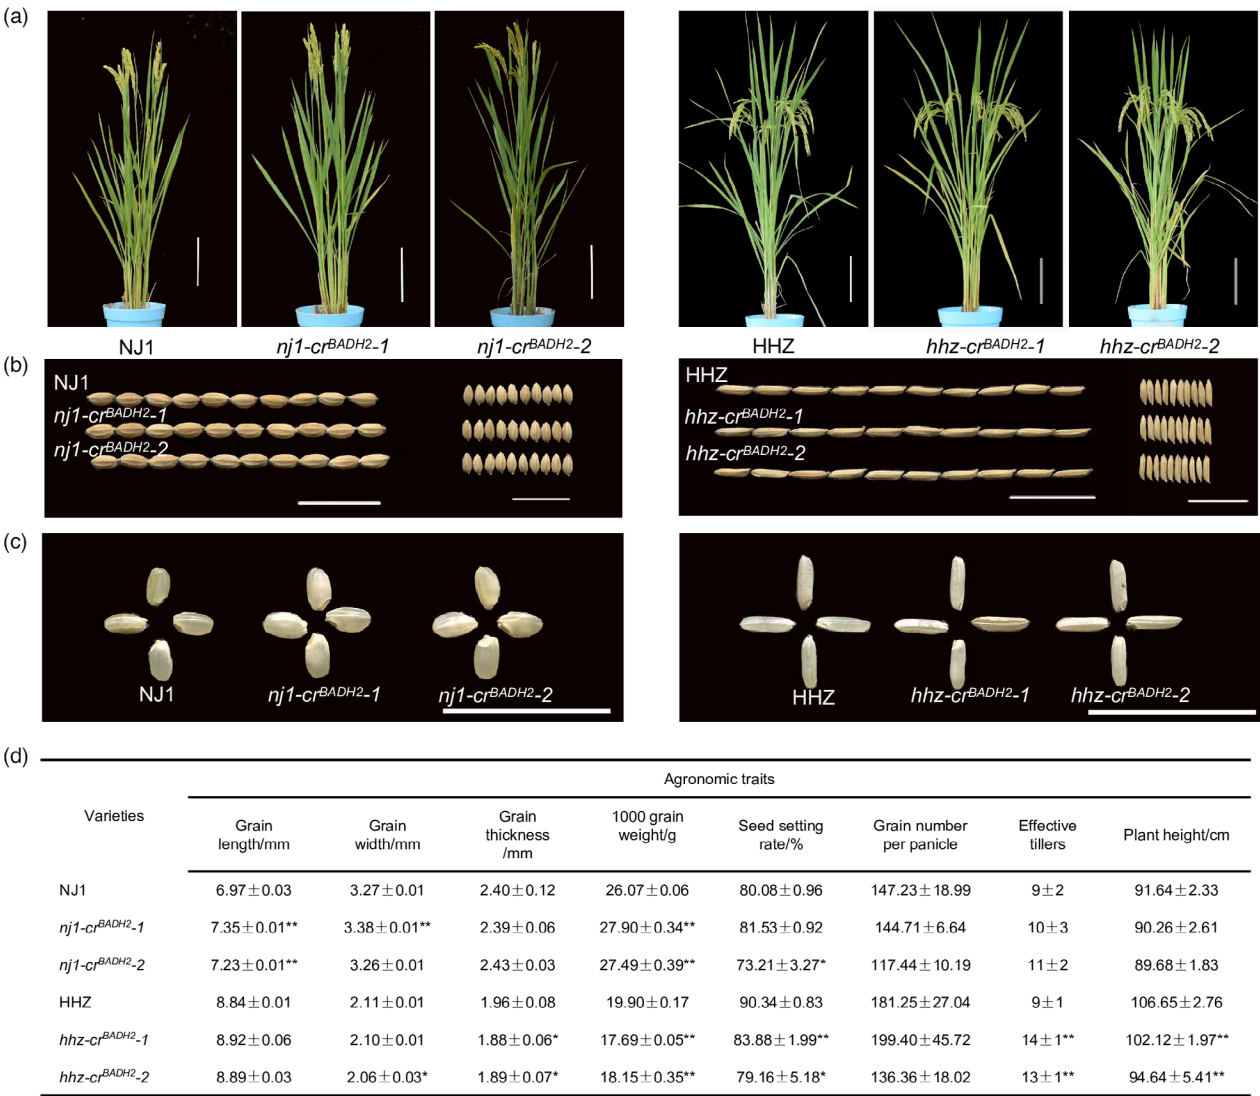 (a)
NJ1 nj1-cr^BADH2-1 nj1-cr^BADH2-2 HHZ hhz-cr^BADH2-1 hhz-cr^BADH2-2
(b)
NJ1
nj1-cr^BADH2-1
nj1-cr^BADH2-2
HHZ
hhz-cr^BADH2-1
hhz-cr^BADH2-2
(c)
NJ1 nj1-cr^BADH2-1 nj1-cr^BADH2-2
HHZ hhz-cr^BADH2-1 hhz-cr^BADH2-2
(d)
Agronomic traits
Varieties
Grain
length/mm
Grain
width/mm
Grain
thickness
/mm
1000 grain
weight/g
Seed setting
rate/%
Grain number
per panicle
Effective
tillers
Plant height/cm
NJ1 6.97±0.03 3.27±0.01 2.40±0.12 26.07±0.06 80.08±0.96 147.23±18.99 9±2 91.64±2.33
nj1-cr^BADH2-1 7.35±0.01** 3.38±0.01** 2.39±0.06 27.90±0.34** 81.53±0.92 144.71±6.64 10±3 90.26±2.61
nj1-cr^BADH2-2 7.23±0.01** 3.26±0.01 2.43±0.03 27.49±0.39** 73.21±3.27* 117.44±10.19 11±2 89.68±1.83
HHZ 8.84±0.01 2.11±0.01 1.96±0.08 19.90±0.17 90.34±0.83 181.25±27.04 9±1 106.65±2.76
hhz-cr^BADH2-1 8.92±0.06 2.10±0.01 1.88±0.06* 17.69±0.05** 83.88±1.99** 199.40±45.72 14±1** 102.12±1.97**
hhz-cr^BADH2-2 8.89±0.03 2.06±0.03* 1.89±0.07* 18.15±0.35** 79.16±5.18* 136.36±18.02 13±1** 94.64±5.41**